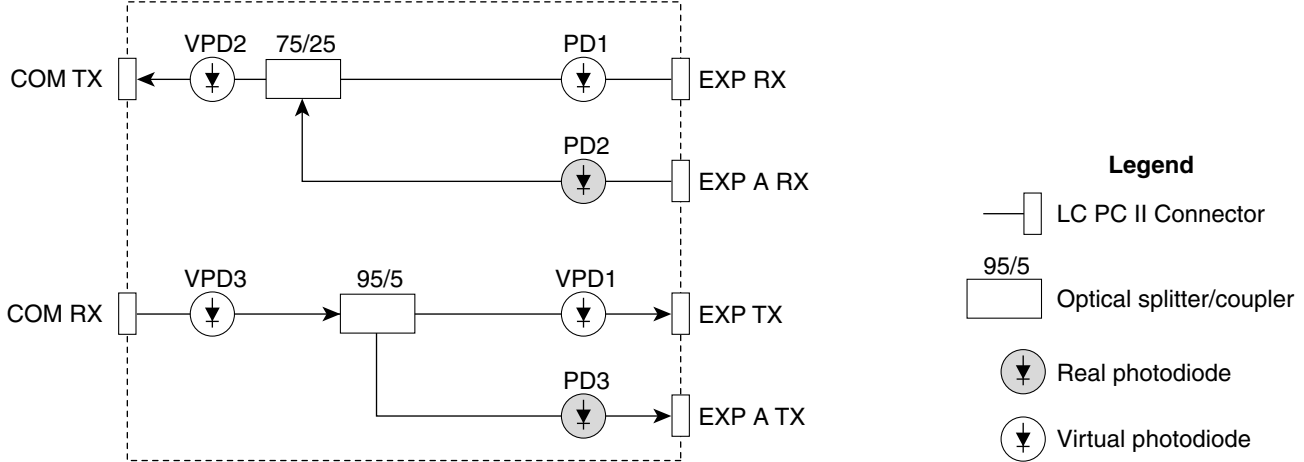 VPD2
75/25
PD1
COM TX
EXP RX
PD2
EXP A RX
VPD3
95/5
VPD1
COM RX
EXP TX
PD3
EXP A TX
Legend
LC PC II Connector
95/5
Optical splitter/coupler
Real photodiode
Virtual photodiode